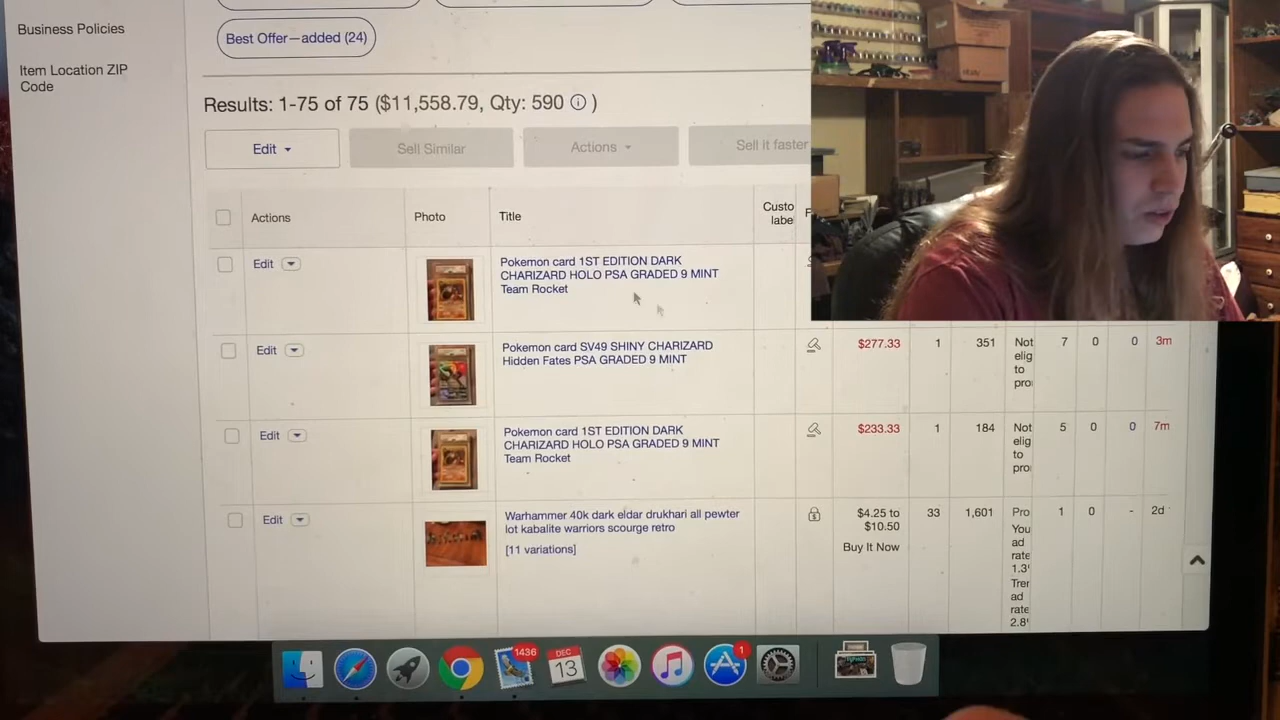 Business Policies
Item Location ZIP
Code
Best Offer—added (24)
Results: 1-75 of 75 ($11,558.79, Qty: 590 )
Edit
Sell Similar
Actions
Sell it faster
Actions
Photo
Title
Custo
labe
F
Edit
Pokemon card 1ST EDITION DARK
CHARIZARD HOLO PSA GRADED 9 MINT
Team Rocket
Edit
Pokemon card SV49 SHINY CHARIZARD
Hidden Fates PSA GRADED 9 MINT
$277.33
1
351
Not
elig
to
pro
7
0
0
3m
Edit
Pokemon card 1ST EDITION DARK
CHARIZARD HOLO PSA GRADED 9 MINT
Team Rocket
$233.33
1
184
Not
elig
to
pro
5
0
0
7m
Edit
Warhammer 40k dark eldar drukhari all pewter
lot kabalite warriors scourge retro
[11 variations]
$4.25 to
$10.50
Buy It Now
33
1,601
Pro
You
ad
rate
1.3
Tren
ad
rate
2.8
1
0
-
2d
1436
DEC
13
1